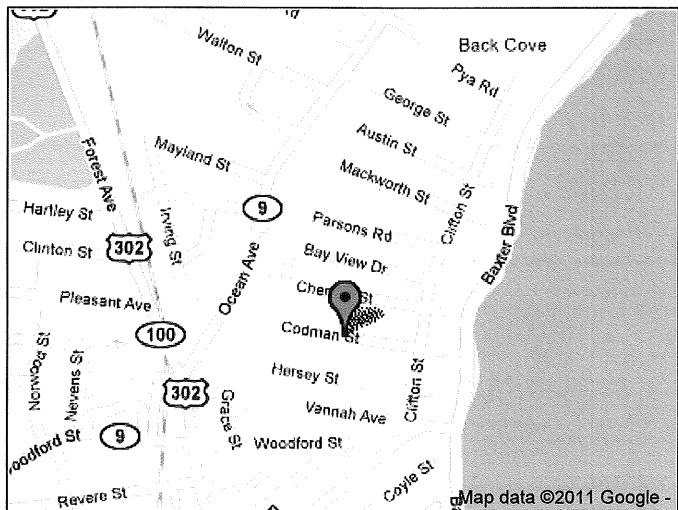 Walton St
Back Cove
Pya Rd
George St
Austin St
Mayland St
Mackworth St
Forest Ave
Hartley St
Irving St
9
Parsons Rd
Clifton St
Clinton St
302
Bay View Dr
Baxter Blvd
Ocean Ave
Pleasant Ave
St
100
Codman St
Norwood St
Nevens St
Hersey St
302
Grace St
Vannah Ave
Clifton St
9
Woodford St
Coyle St
Revere St
Map data ©2011 Google -